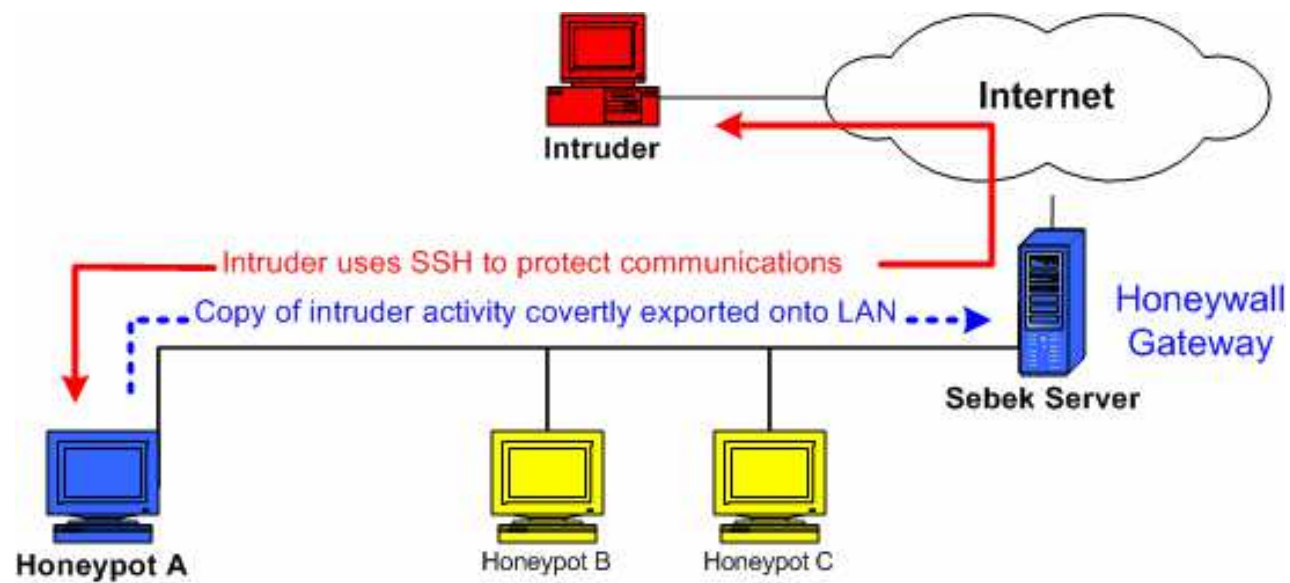 Internet
Intruder
Intruder uses SSH to protect communications
Copy of intruder activity covertly exported onto LAN
Honeywall
Gateway
Sebek Server
Honeypot A
Honeypot B
Honeypot C